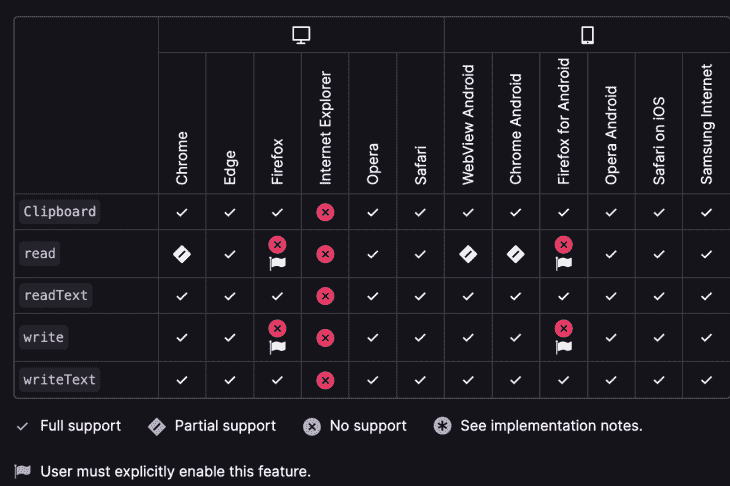 Chrome
Edge
Firefox
Internet Explorer
Opera
Safari
WebView Android
Chrome Android
Firefox for Android
Opera Android
Safari on iOS
Samsung Internet
Clipboard
read
readText
write
writeText
Full support
Partial support
No support
See implementation notes.
User must explicitly enable this feature.